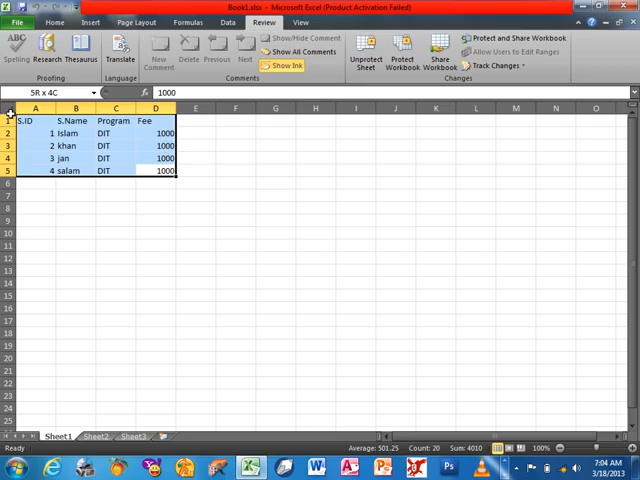 Book1.xlsx - Microsoft Excel (Product Activation Failed)
File Home Insert Page Layout Formulas Data Review View
ABC
Spelling Research Thesaurus
Proofing
Translate
Language
New Comment Delete Previous Next
Show/Hide Comment
Show All Comments
Show Ink
Comments
Unprotect Sheet Protect Workbook Share Workbook
Protect and Share Workbook
Allow Users to Edit Ranges
Track Changes
Changes
5R x 4C fx 1000
A B C D E F G H I J K L M N O
1 S.ID S.Name Program Fee
2 1 Islam DIT 1000
3 2 khan DIT 1000
4 3 jan DIT 1000
5 4 salam DIT 1000
6
7
8
9
10
11
12
13
14
15
16
17
18
19
20
21
22
23
24
25
Sheet1 Sheet2 Sheet3
Ready Average: 501.25 Count: 20 Sum: 4010 100%
7:04 AM
3/18/2013